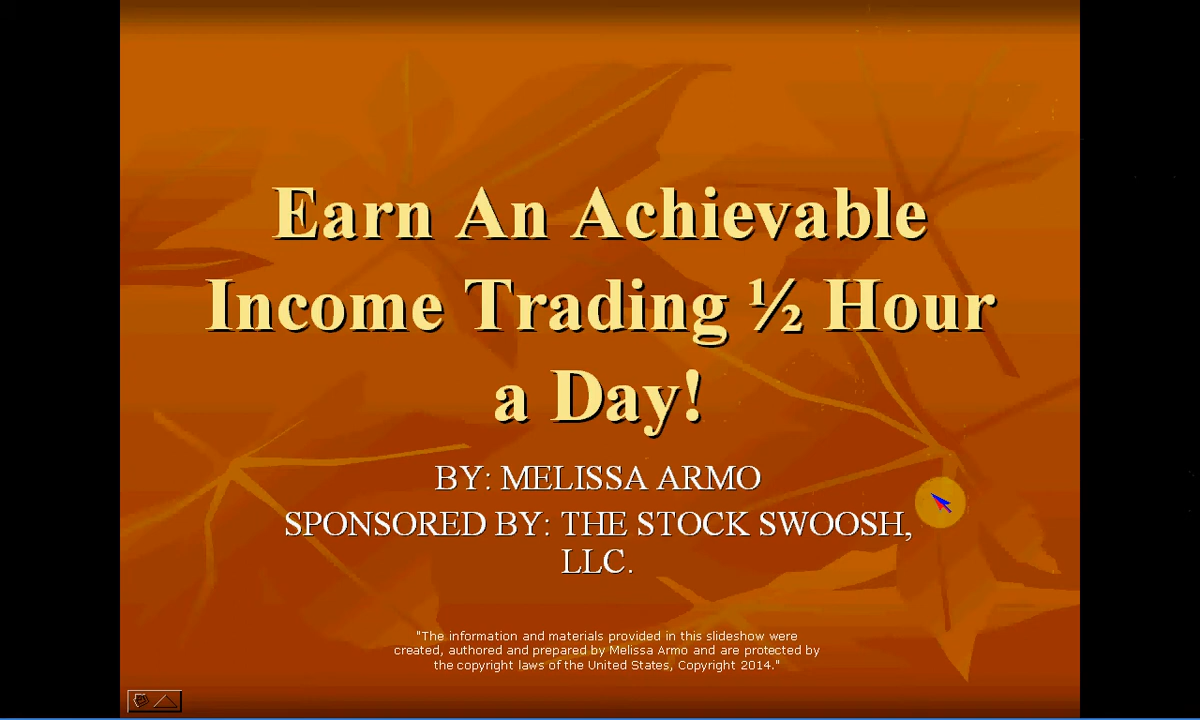 Earn An Achievable
Income Trading ½ Hour
a Day!
BY: MELISSA ARMO
SPONSORED BY: THE STOCK SWOOSH,
LLC.
"The information and materials provided in this slideshow were
created, authored and prepared by Melissa Armo and are protected by
the copyright laws of the United States, Copyright 2014."